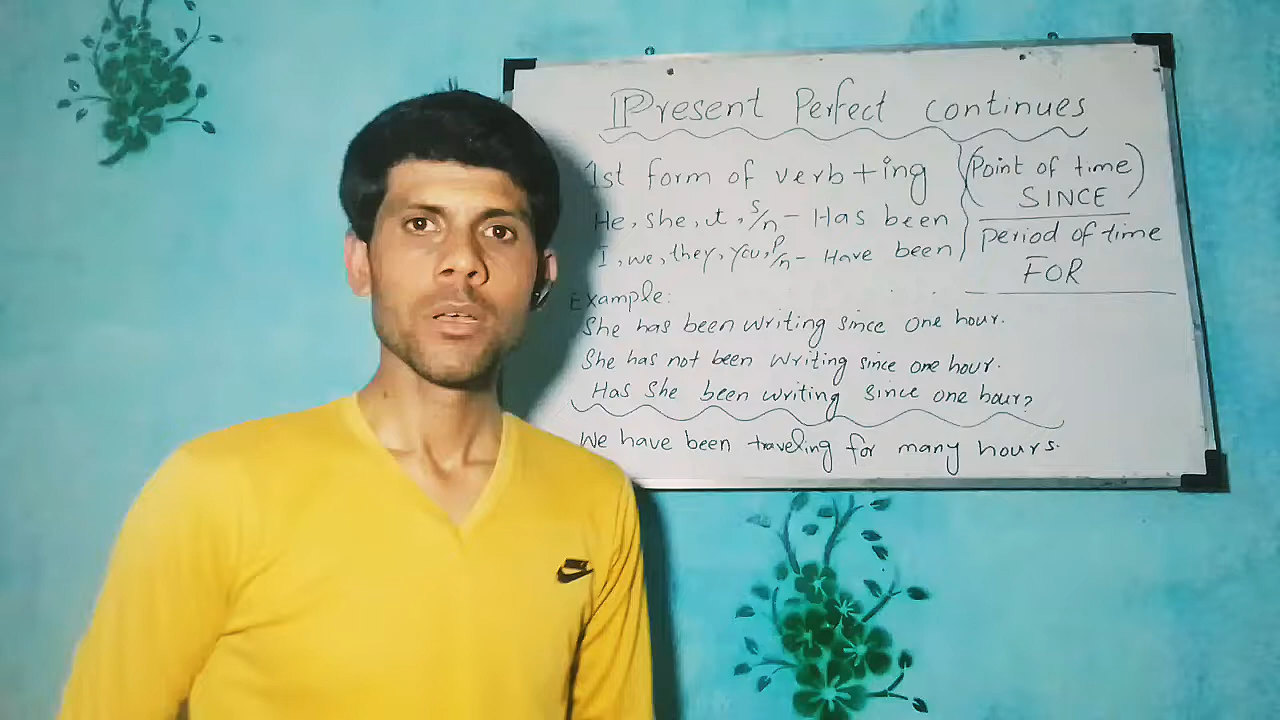 Present Perfect continues
1st form of verb+ing
He, she, it, s/n - Has been
I, we, they, you, P/n - Have been
(Point of time)
SINCE
period of time
FOR
Example:
She has been writing since one hour.
She has not been writing since one hour.
Has she been writing since one hour?
We have been traveling for many hours.